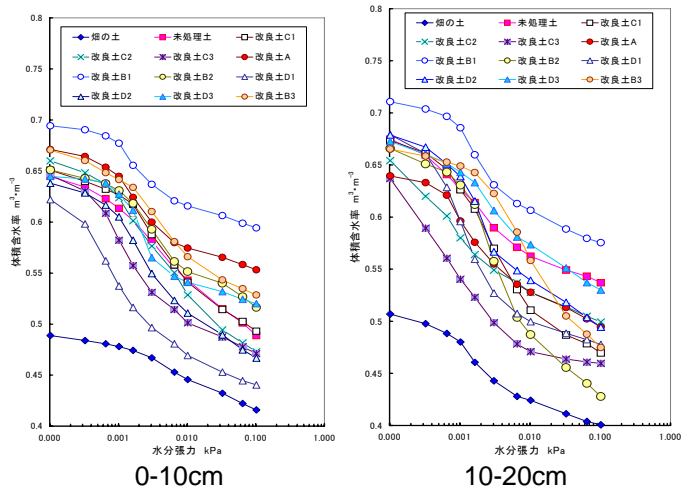 0.8
0.75
0.7
0.65
0.6
0.55
0.5
0.45
0.4
体積含水率 m³・m⁻³
畑の土 未処理土 改良土C1
改良土C2 改良土C3 改良土A
改良土B1 改良土B2 改良土D1
改良土D2 改良土D3 改良土B3
0.000 0.001 0.010 0.100 1.000
水分張力 kPa
0-10cm
0.8
0.75
0.7
0.65
0.6
0.55
0.5
0.45
0.4
体積含水率 m³・m⁻³
畑の土 未処理土 改良土C1
改良土C2 改良土C3 改良土A
改良土B1 改良土B2 改良土D1
改良土D2 改良土D3 改良土B3
0.000 0.001 0.010 0.100 1.000
水分張力 kPa
10-20cm